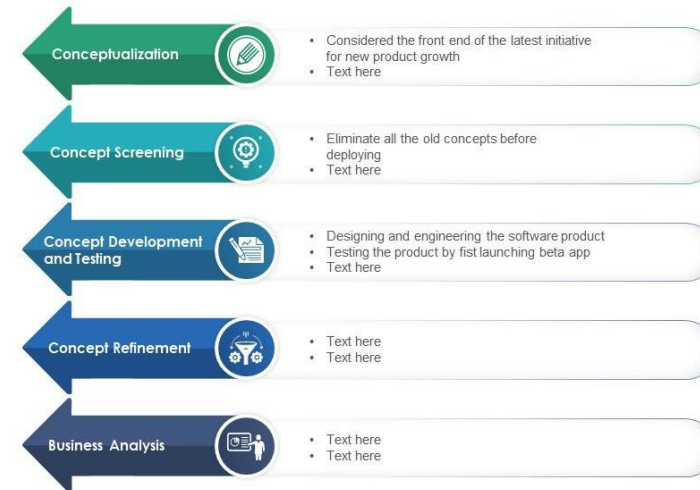 Conceptualization
• Considered the front end of the latest initiative
for new product growth
• Text here
Concept Screening
• Eliminate all the old concepts before
deploying
• Text here
Concept Development
and Testing
• Designing and engineering the software product
• Testing the product by fist launching beta app
• Text here
Concept Refinement
• Text here
• Text here
Business Analysis
• Text here
• Text here